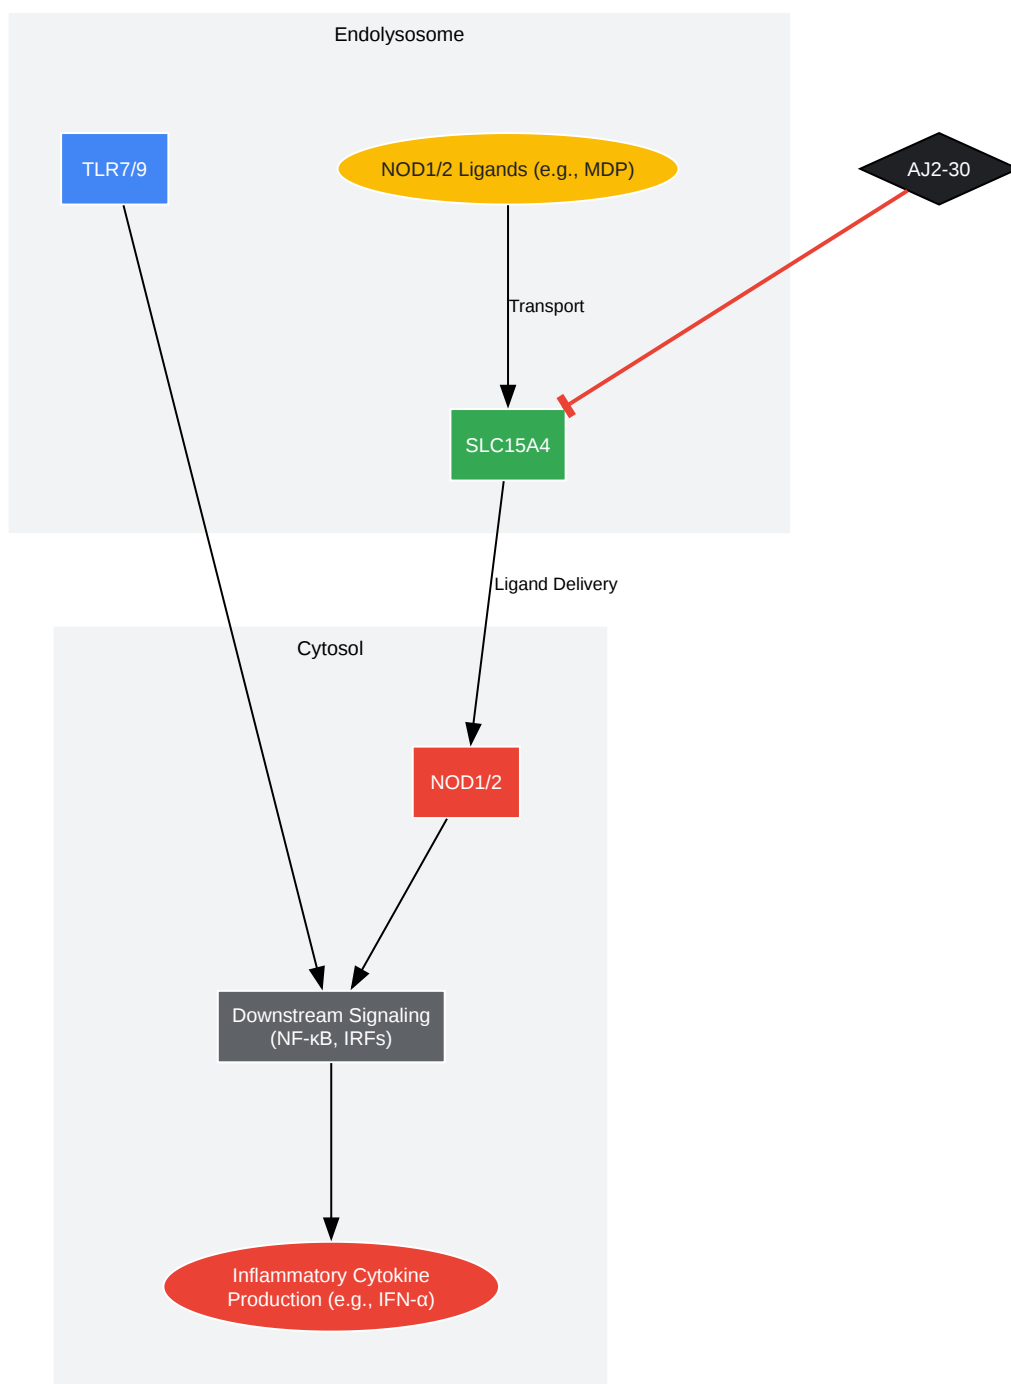 Endolysosome
TLR7/9
NOD1/2 Ligands (e.g., MDP)
AJ2-30
Transport
SLC15A4
Ligand Delivery
Cytosol
NOD1/2
Downstream Signaling
(NF-κB, IRFs)
Inflammatory Cytokine
Production (e.g., IFN-α)